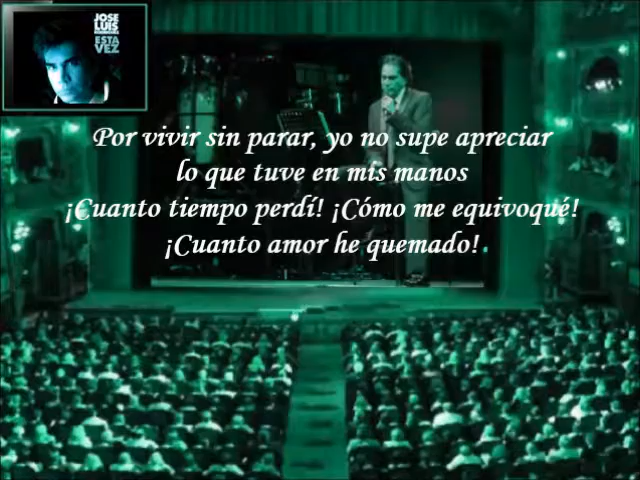 JOSE
LUIS
RODRIGUEZ
ESTA
VEZ
Por vivir sin parar, yo no supe apreciar
lo que tuve en mis manos
¡Cuanto tiempo perdí! ¡Cómo me equivoqué!
¡Cuanto amor he quemado!